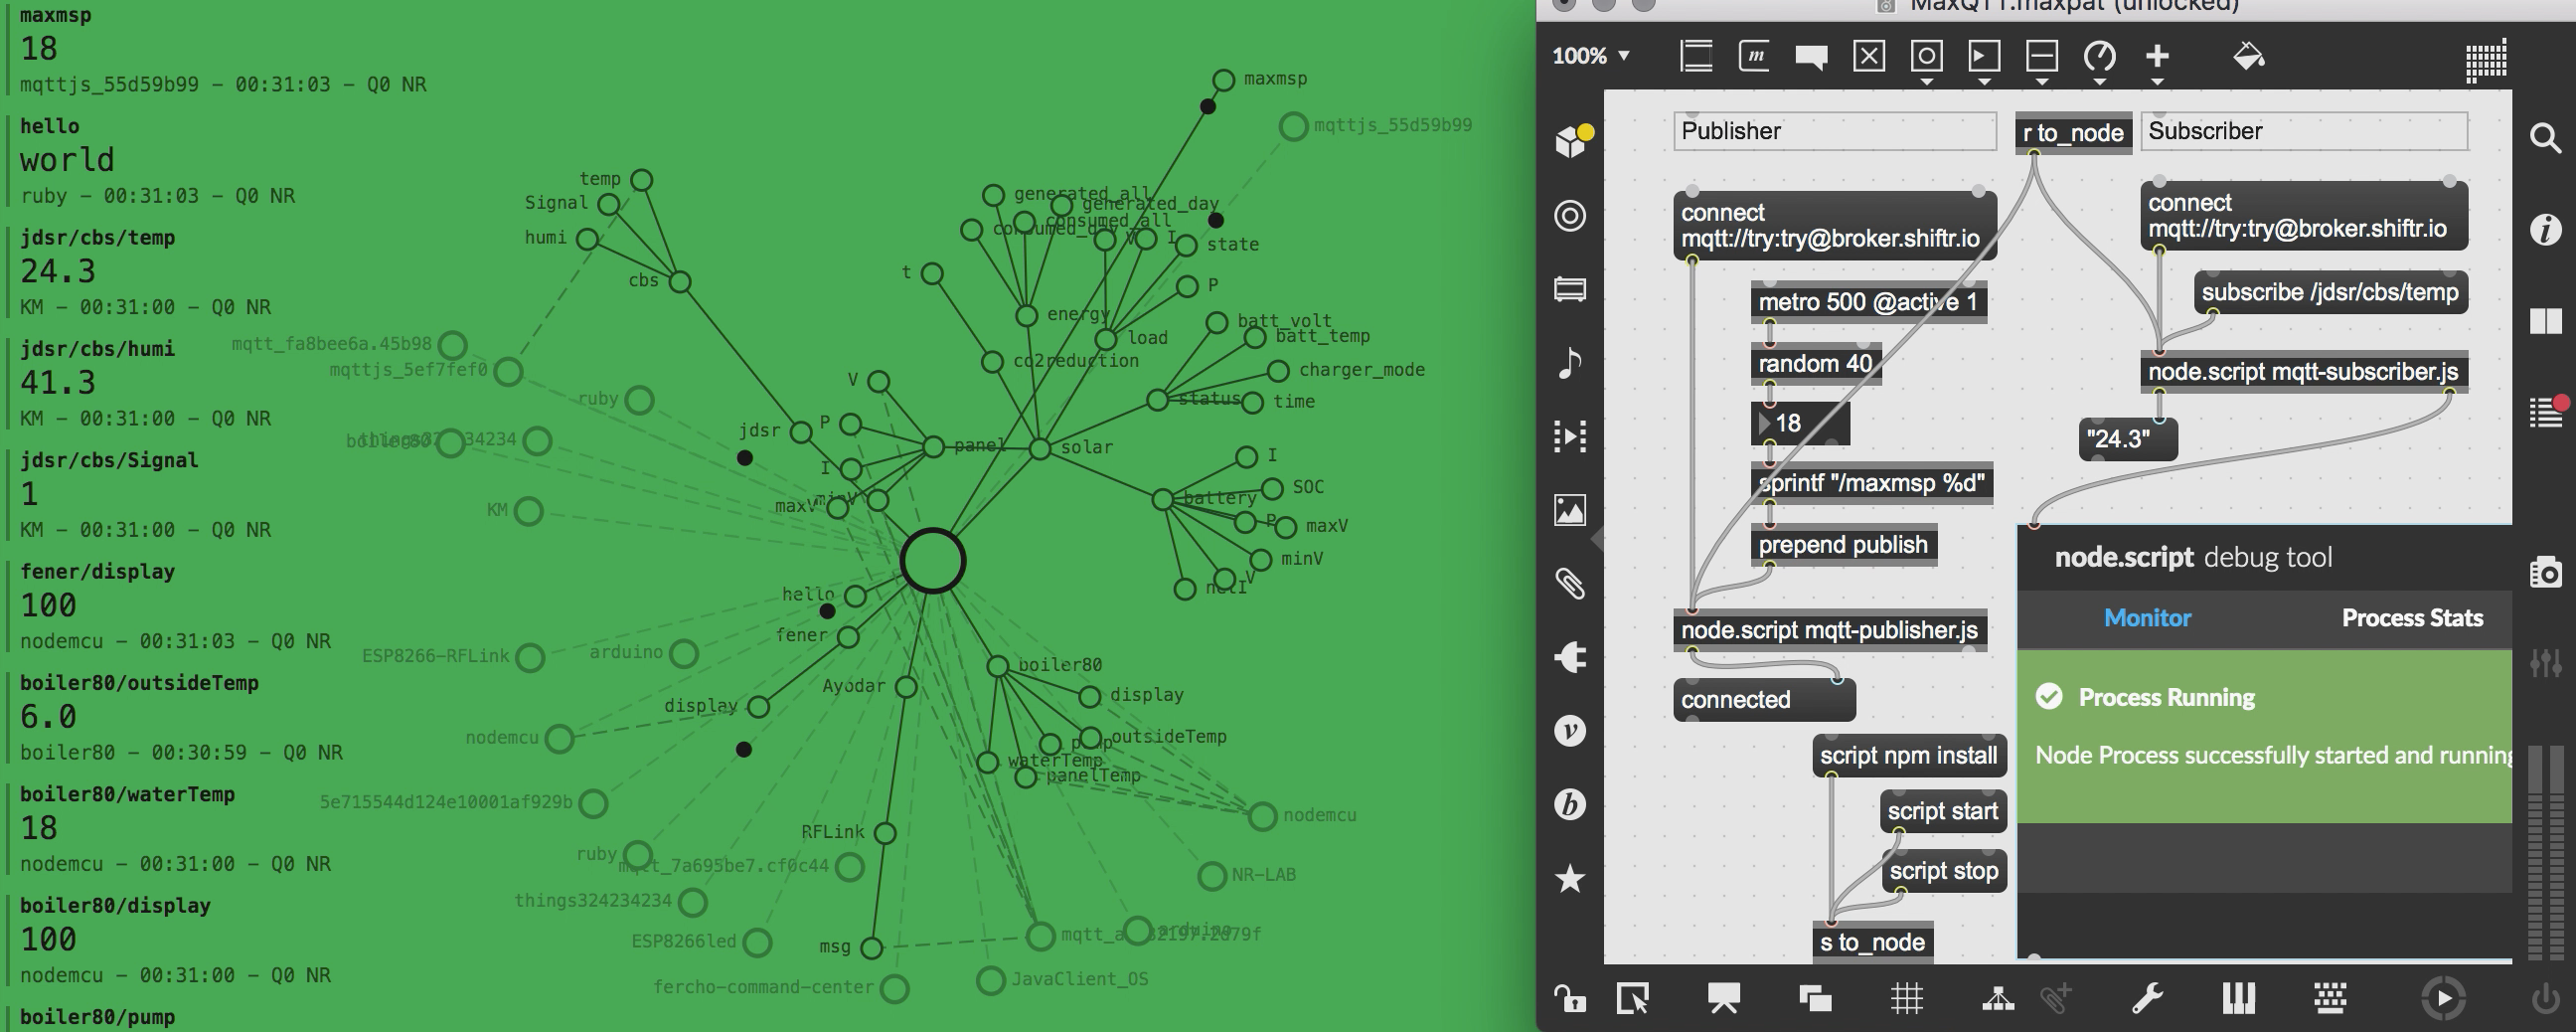 maxmsp
18
mqttjs_55d59b99 – 00:31:03 – Q0 NR
hello
world
ruby – 00:31:03 – Q0 NR
jdsr/cbs/temp
24.3
KM – 00:31:00 – Q0 NR
jdsr/cbs/humi
41.3
KM – 00:31:00 – Q0 NR
jdsr/cbs/Signal
1
KM – 00:31:00 – Q0 NR
fener/display
100
nodemcu – 00:31:03 – Q0 NR
boiler80/outsideTemp
6.0
boiler80 – 00:30:59 – Q0 NR
boiler80/waterTemp
18
nodemcu – 00:31:00 – Q0 NR
boiler80/display
100
nodemcu – 00:31:00 – Q0 NR
boiler80/pump
maxmsp
mqttjs_55d59b99
temp
Signal
humi
cbs
generated_all
generated_day
consumed_all
consumed_day
V
I
state
t
P
energy
load
batt_volt
batt_temp
co2reduction
charger_mode
status
time
mqtt_fa8bee6a.45b98
mqttjs_5ef7fef0
ruby
boiler80
things324234234
KM
V
P
jdsr
panel
solar
I
minV
maxV
I
SOC
battery
P
maxV
minV
V
hello
fener
ESP8266-RFLink
arduino
boiler80
Ayodar
display
display
nodemcu
pump
outsideTemp
waterTemp
panelTemp
5e715544d124e10001af929b
nodemcu
RFLink
ruby
mqtt_7a695be7.cf0c44
NR-LAB
things324234234
ESP8266led
msg
arduino
fercho-command-center
JavaClient_OS
MaxQTT.maxpat (unlocked)
100%
m
Publisher
r to_node
Subscriber
connect
mqtt://try:try@broker.shiftr.io
connect
mqtt://try:try@broker.shiftr.io
metro 500 @active 1
subscribe /jdsr/cbs/temp
random 40
node.script mqtt-subscriber.js
18
"24.3"
sprintf "/maxmsp %d"
prepend publish
node.script debug tool
Monitor
Process Stats
node.script mqtt-publisher.js
connected
Process Running
script npm install
Node Process successfully started and running
script start
script stop
s to_node
i
v
b